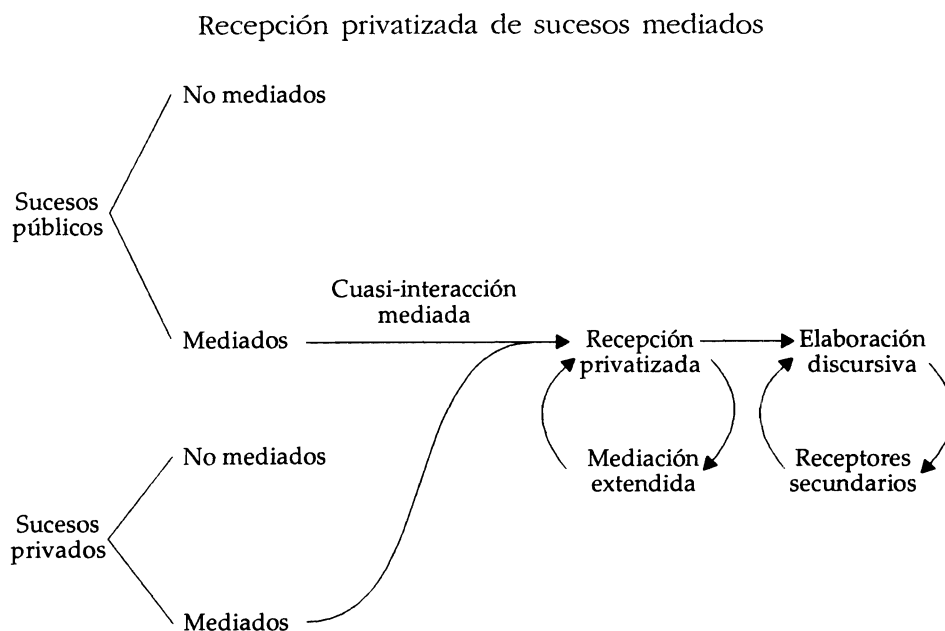 Recepción privatizada de sucesos mediados
No mediados
Sucesos
públicos
Cuasi-interacción
mediada
Mediados
Recepción
privatizada
Elaboración
discursiva
No mediados
Mediación
extendida
Receptores
secundarios
Sucesos
privados
Mediados